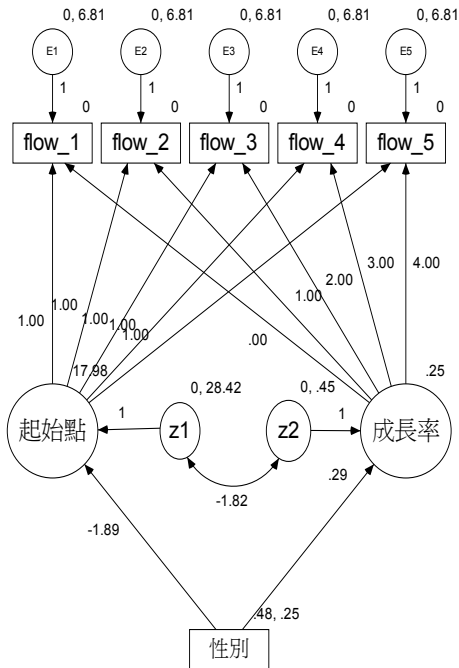 0, 6.81 0, 6.81 0, 6.81 0, 6.81 0, 6.81
E1 E2 E3 E4 E5
1 1 1 1 1
0 0 0 0 0
flow_1 flow_2 flow_3 flow_4 flow_5
1.00 1.00 1.00 1.00 1.00 .00 1.00 2.00 3.00 4.00
17.98 0, 28.42 0, .45 .25
起始點 1 z1 z2 1 成長率
-1.82 .29
-1.89
.48, .25
性別